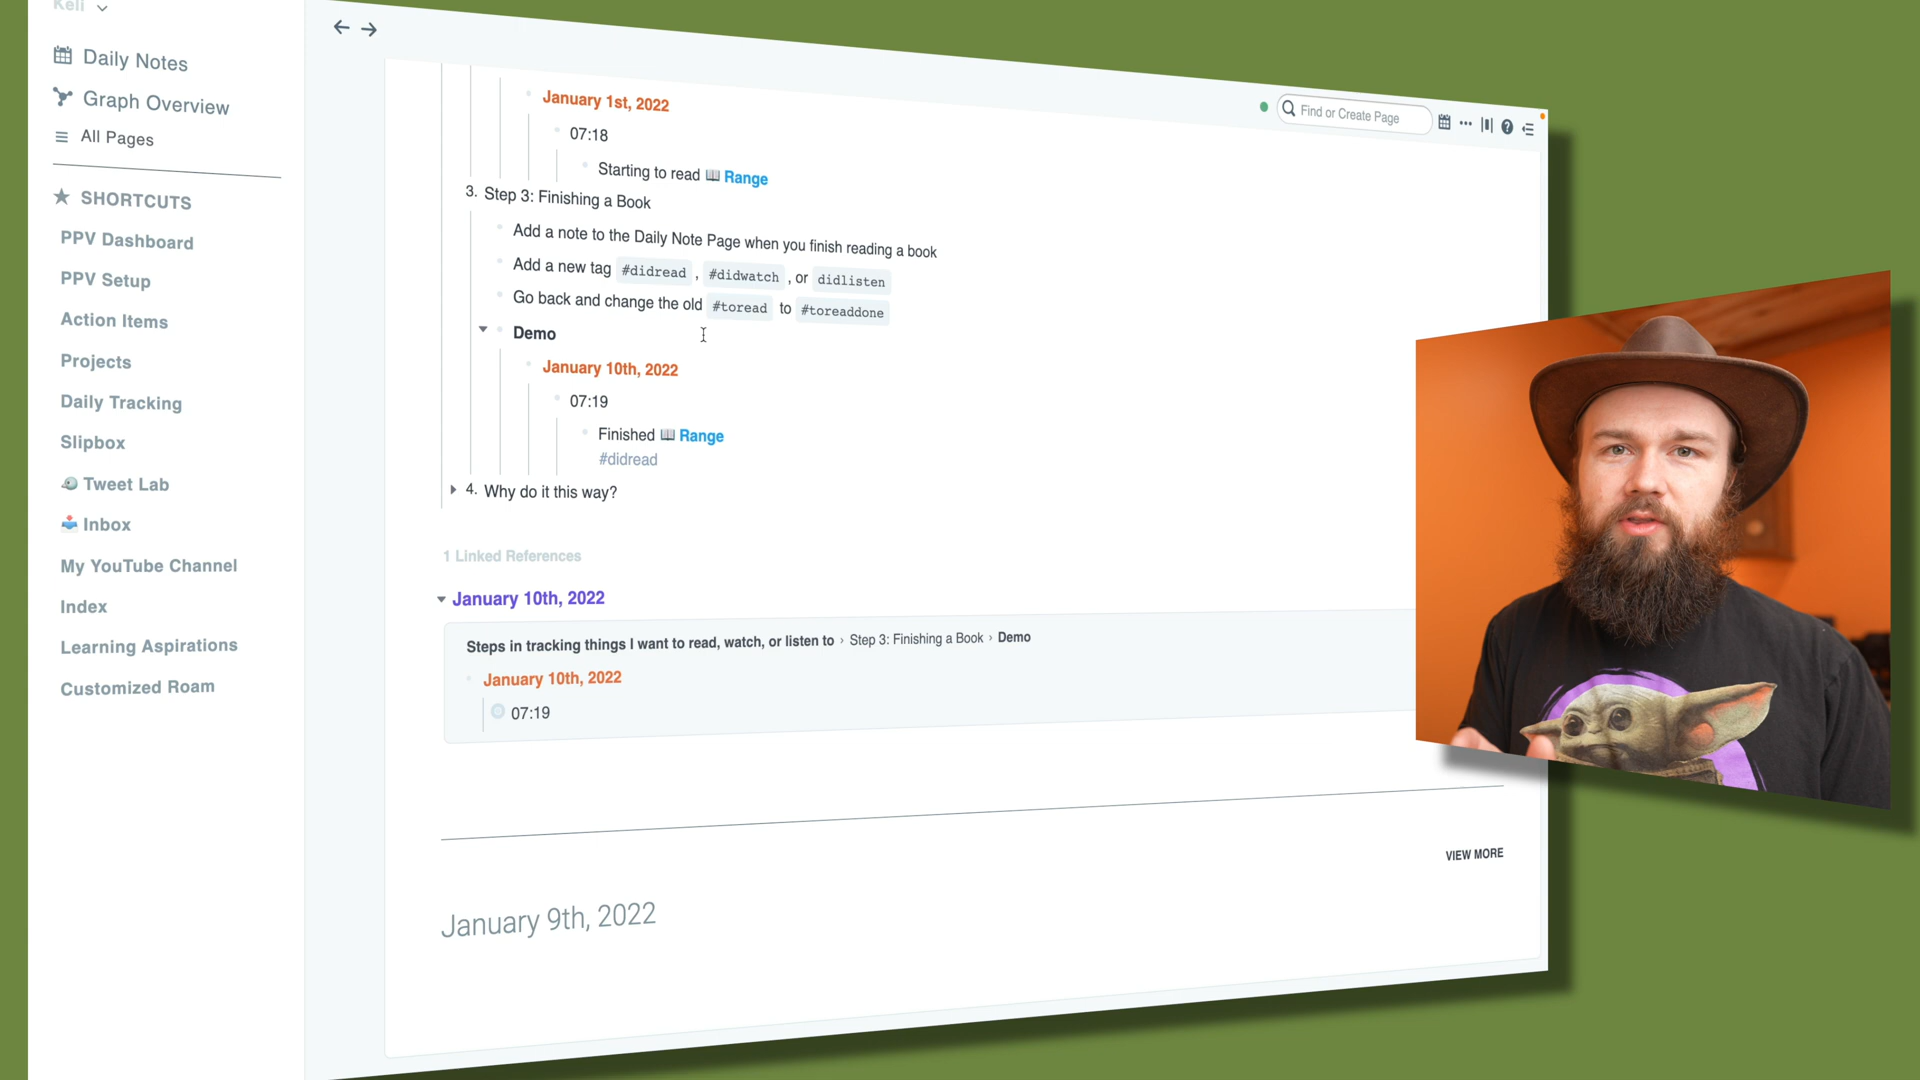 Keli
Daily Notes
Graph Overview
All Pages
SHORTCUTS
PPV Dashboard
PPV Setup
Action Items
Projects
Daily Tracking
Slipbox
Tweet Lab
Inbox
My YouTube Channel
Index
Learning Aspirations
Customized Roam
Find or Create Page
January 1st, 2022
07:18
Starting to read 📖 Range
3. Step 3: Finishing a Book
Add a note to the Daily Note Page when you finish reading a book
Add a new tag #didread , #didwatch , or didlisten
Go back and change the old #toread to #toreaddone
Demo
January 10th, 2022
07:19
Finished 📖 Range
#didread
4. Why do it this way?
1 Linked References
January 10th, 2022
Steps in tracking things I want to read, watch, or listen to › Step 3: Finishing a Book › Demo
January 10th, 2022
07:19
VIEW MORE
January 9th, 2022